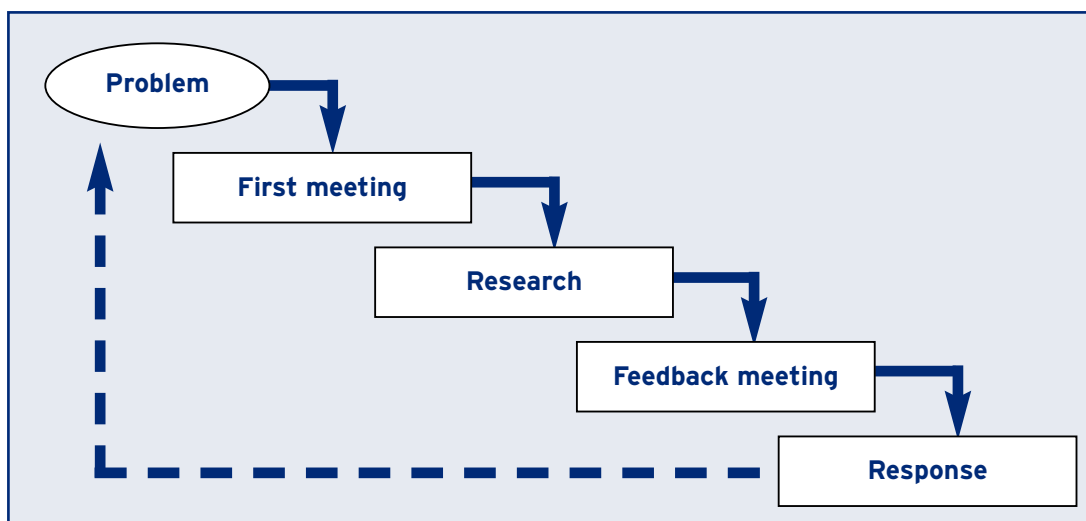 Problem
First meeting
Research
Feedback meeting
Response